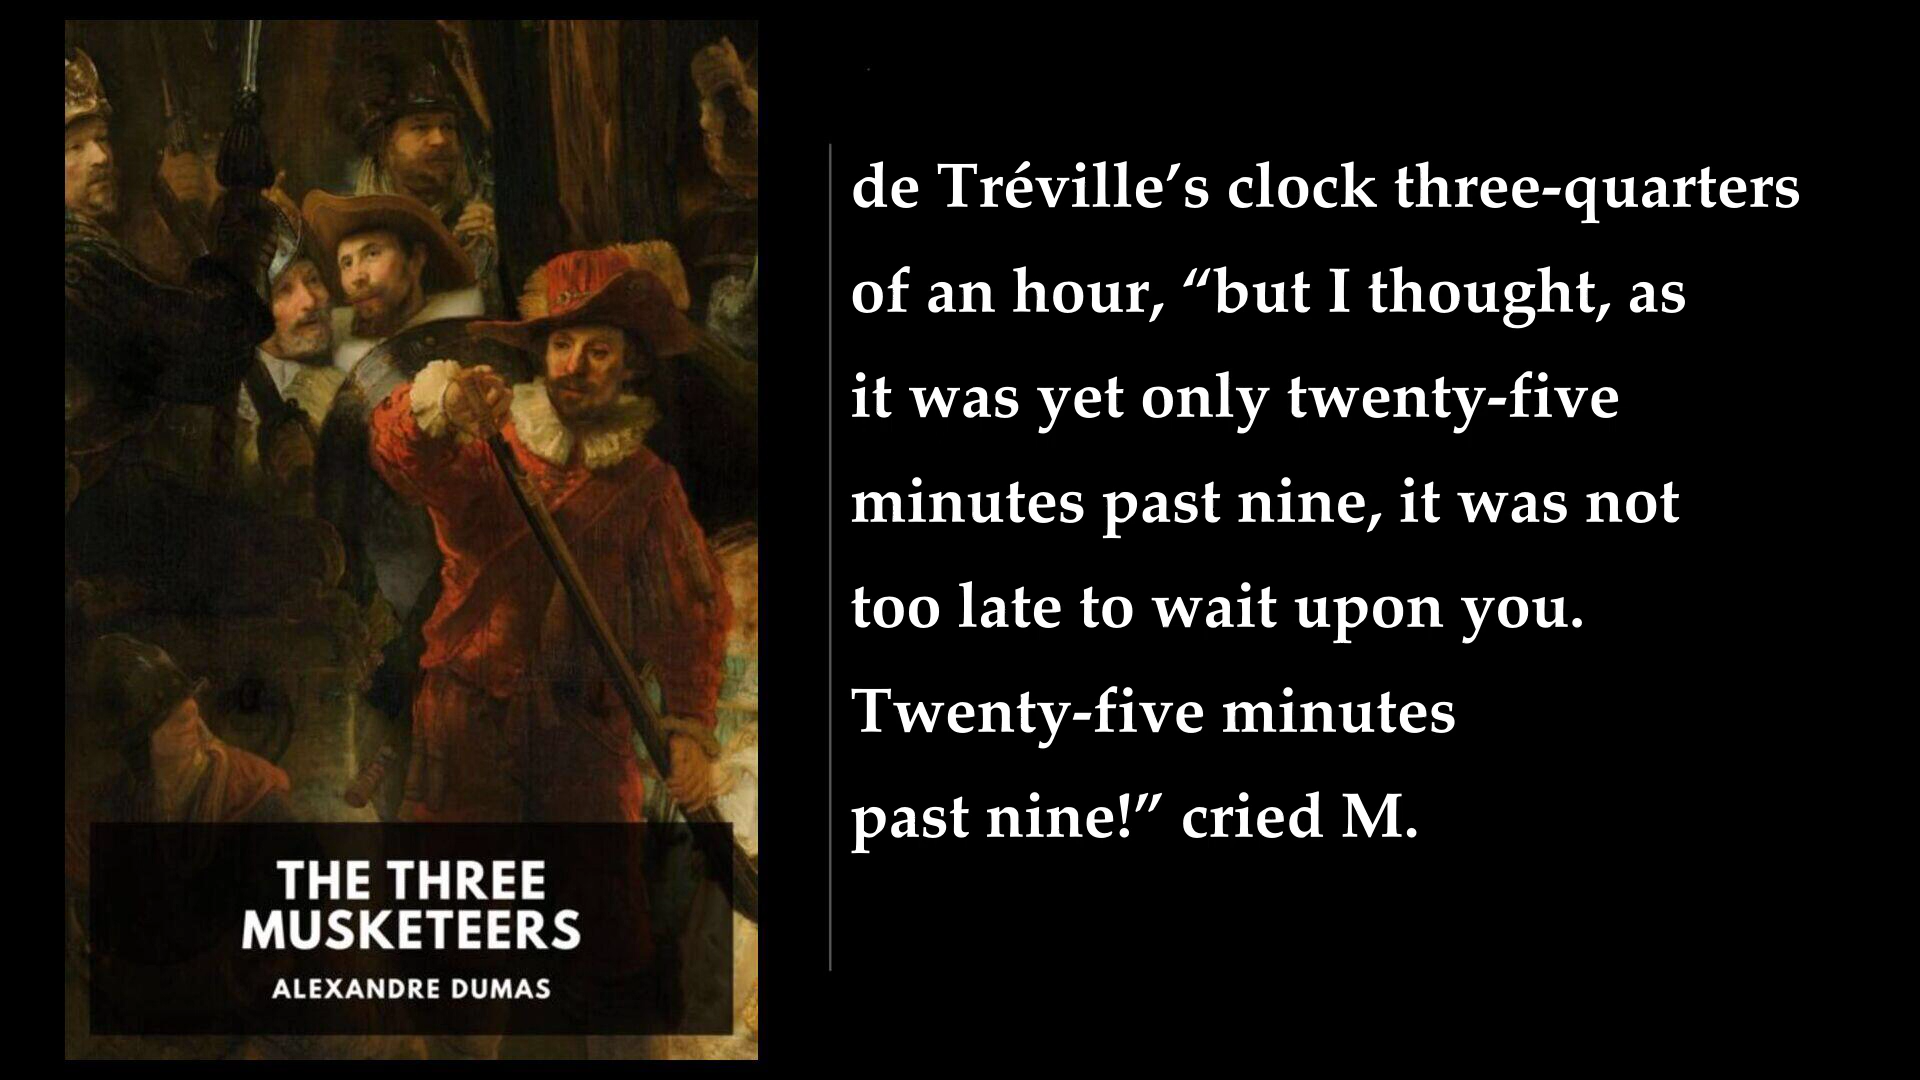 THE THREE
MUSKETEERS
ALEXANDRE DUMAS
de Tréville’s clock three-quarters
of an hour, “but I thought, as
it was yet only twenty-five
minutes past nine, it was not
too late to wait upon you.
Twenty-five minutes
past nine!” cried M.